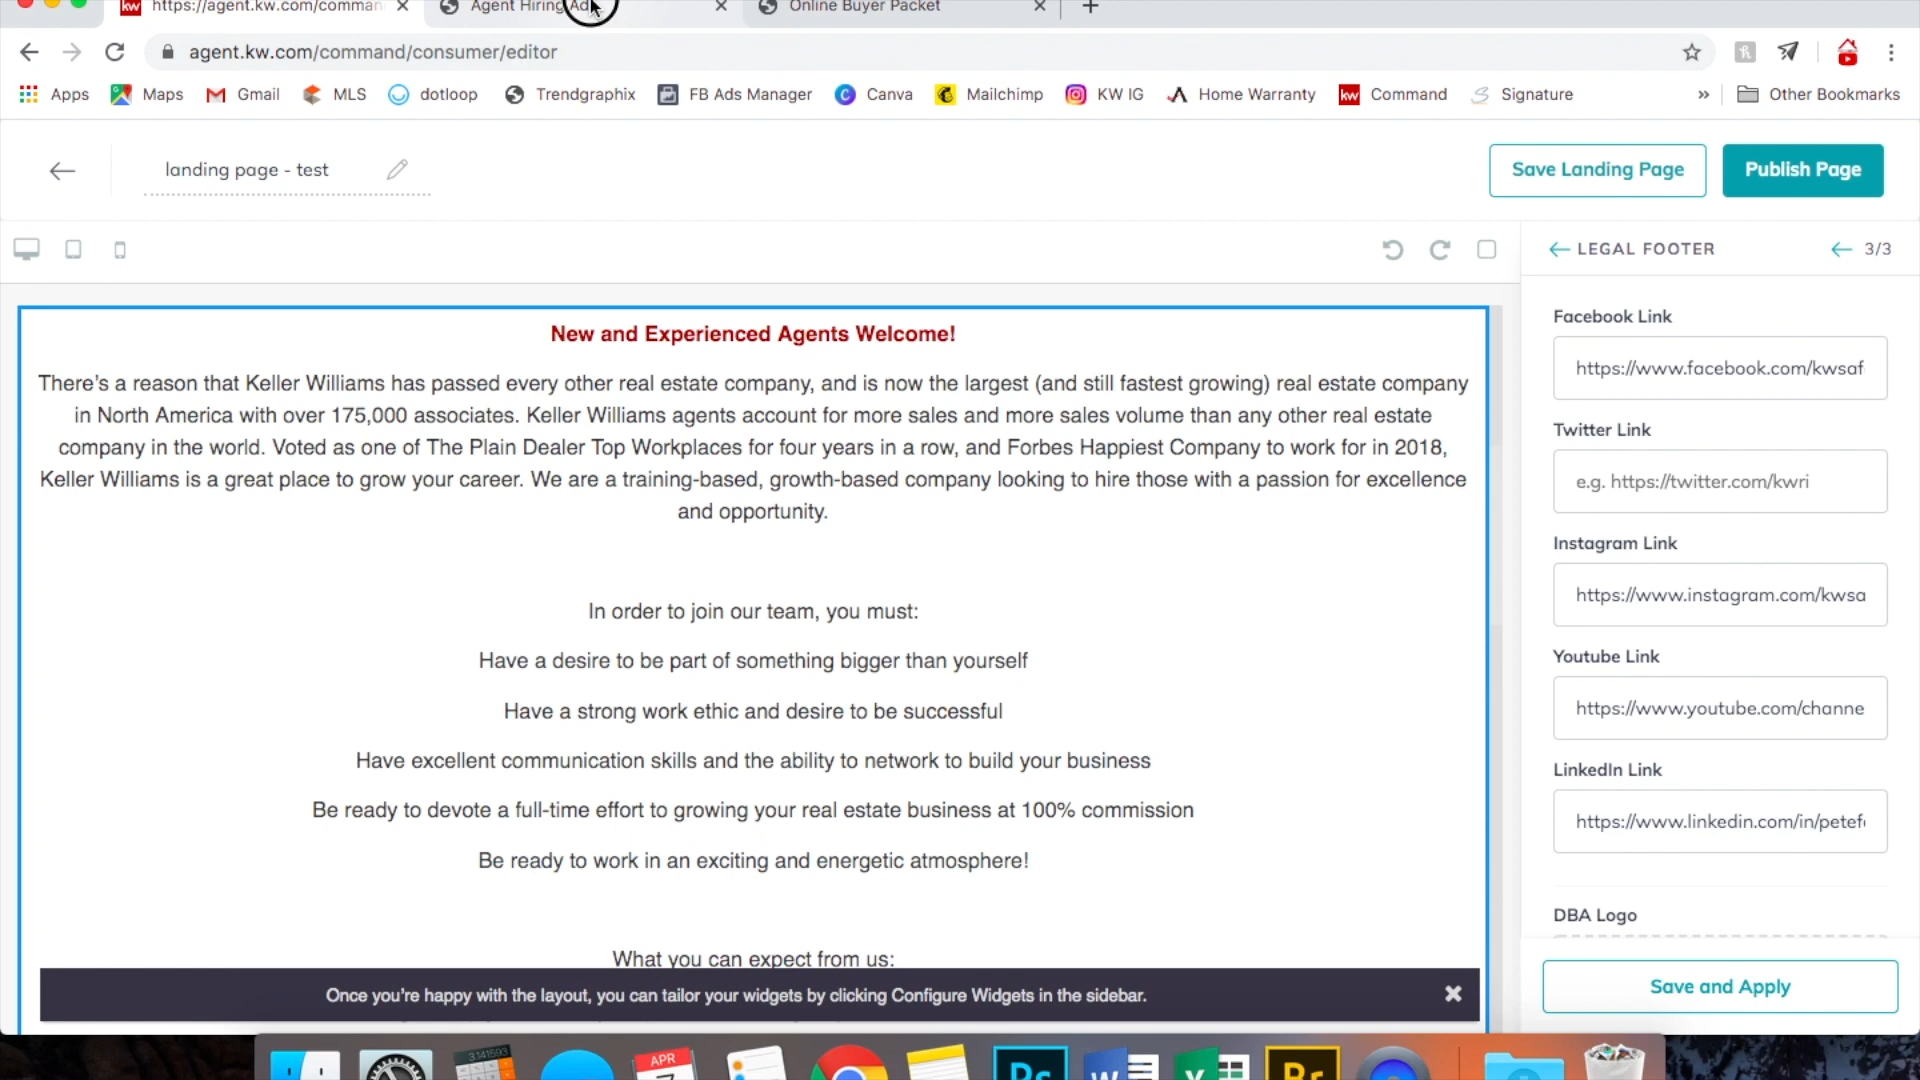 kw https://agent.kw.com/comman
Agent Hiring Ad
Online Buyer Packet
agent.kw.com/command/consumer/editor
Apps Maps Gmail MLS dotloop Trendgraphix FB Ads Manager Canva Mailchimp KW IG Home Warranty kw Command Signature » Other Bookmarks
landing page - test
Save Landing Page
Publish Page
LEGAL FOOTER
3/3
New and Experienced Agents Welcome!
There's a reason that Keller Williams has passed every other real estate company, and is now the largest (and still fastest growing) real estate company
in North America with over 175,000 associates. Keller Williams agents account for more sales and more sales volume than any other real estate
company in the world. Voted as one of The Plain Dealer Top Workplaces for four years in a row, and Forbes Happiest Company to work for in 2018,
Keller Williams is a great place to grow your career. We are a training-based, growth-based company looking to hire those with a passion for excellence
and opportunity.
In order to join our team, you must:
Have a desire to be part of something bigger than yourself
Have a strong work ethic and desire to be successful
Have excellent communication skills and the ability to network to build your business
Be ready to devote a full-time effort to growing your real estate business at 100% commission
Be ready to work in an exciting and energetic atmosphere!
What you can expect from us:
Once you're happy with the layout, you can tailor your widgets by clicking Configure Widgets in the sidebar.
Facebook Link
https://www.facebook.com/kwsaf
Twitter Link
e.g. https://twitter.com/kwri
Instagram Link
https://www.instagram.com/kwsa
Youtube Link
https://www.youtube.com/channe
LinkedIn Link
https://www.linkedin.com/in/petef
DBA Logo
Save and Apply
3.141593
APR